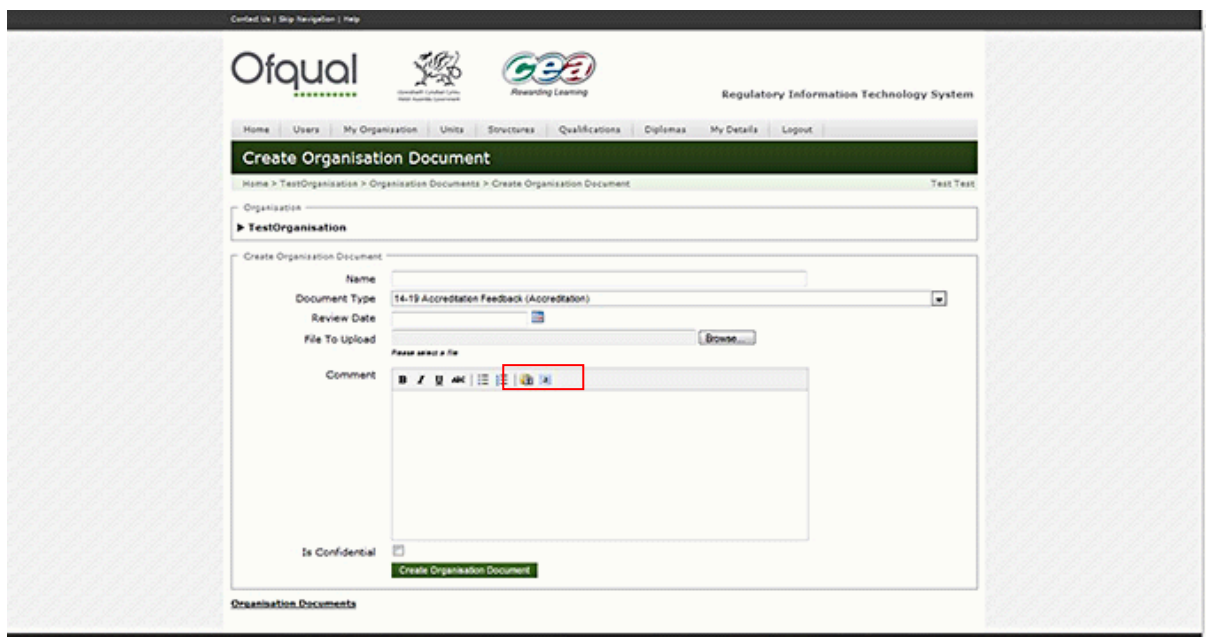 Contact Us | Skip Navigation | Help
Ofqual
cea
Rewarding Learning
Regulatory Information Technology System
Home Users My Organisation Units Structures Qualifications Diplomas My Details Logout
Create Organisation Document
Home > TestOrganisation > Organisation Documents > Create Organisation Document Test Test
Organisation
TestOrganisation
Create Organisation Document
Name
Document Type 14-19 Accreditation Feedback (Accreditation)
Review Date
File To Upload Browse...
Please select a file
Comment B I U ABC
Is Confidential
Create Organisation Document
Organisation Documents